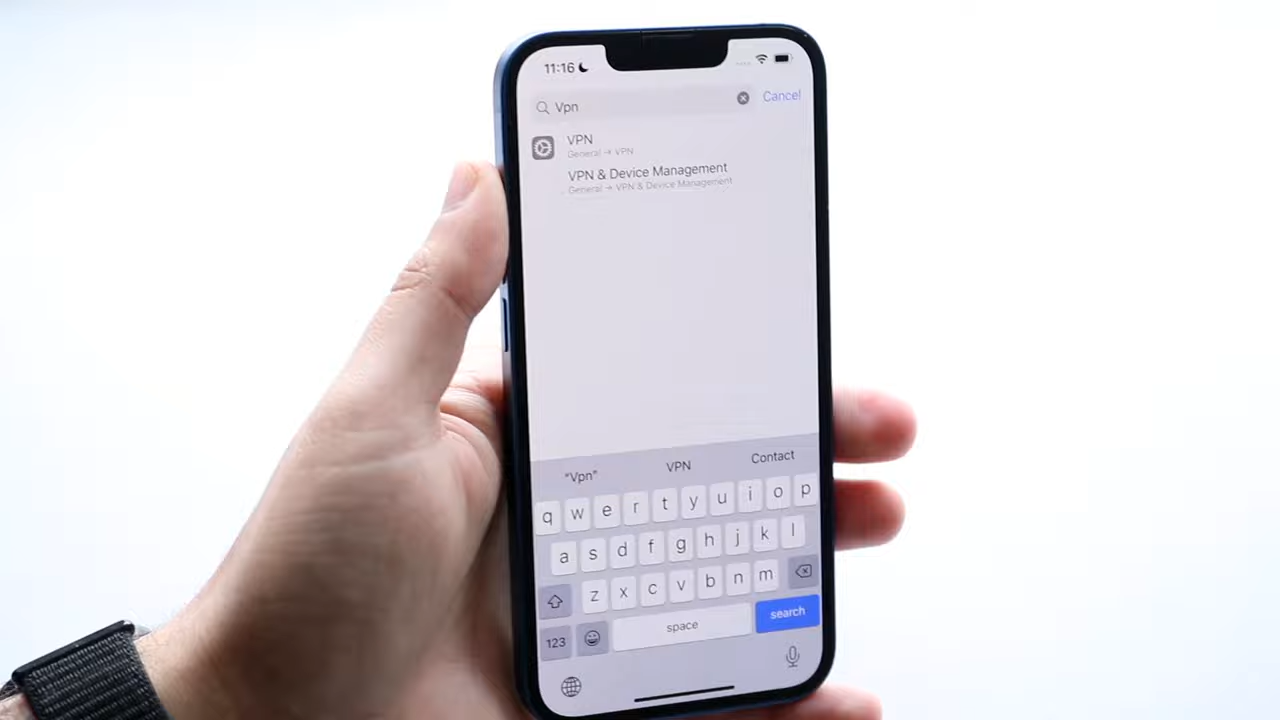 11:16
Vpn
Cancel
VPN
General → VPN
VPN & Device Management
General → VPN & Device Management
“Vpn” VPN Contact
q w e r t y u i o p
a s d f g h j k l
z x c v b n m
123 space search